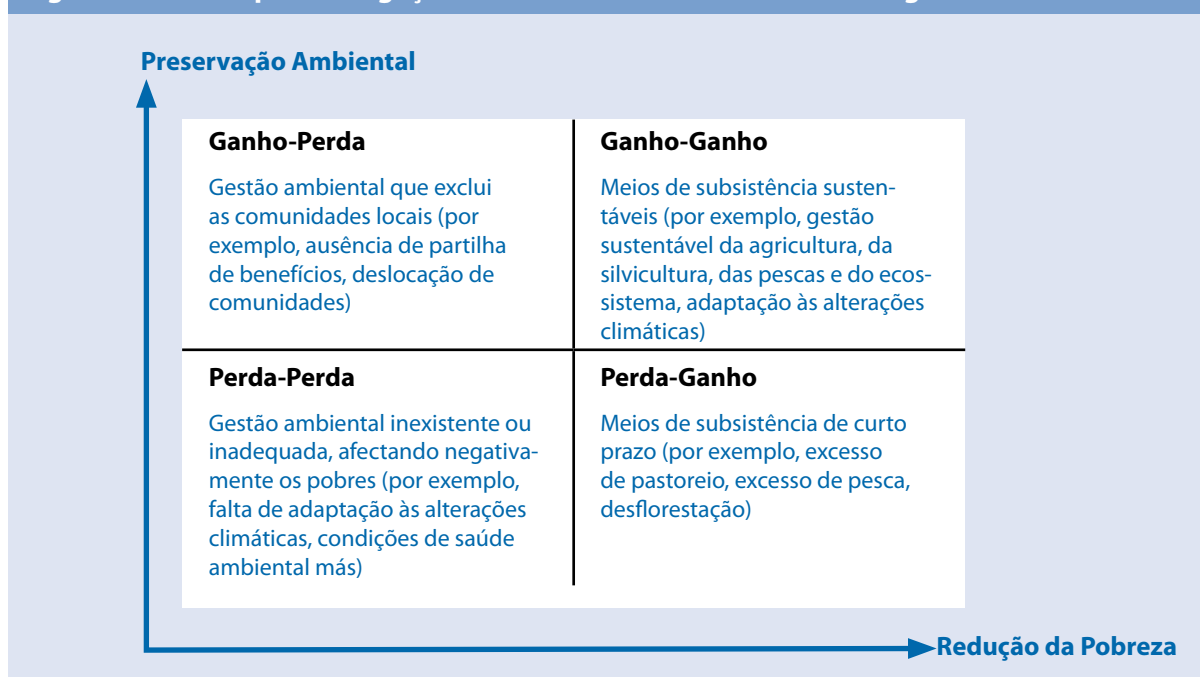 Preservação Ambiental
Ganho-Perda
Gestão ambiental que exclui
as comunidades locais (por
exemplo, ausência de partilha
de benefícios, deslocação de
comunidades)
Ganho-Ganho
Meios de subsistência susten-
táveis (por exemplo, gestão
sustentável da agricultura, da
silvicultura, das pescas e do ecos-
sistema, adaptação às alterações
climáticas)
Perda-Perda
Gestão ambiental inexistente ou
inadequada, afectando negativa-
mente os pobres (por exemplo,
falta de adaptação às alterações
climáticas, condições de saúde
ambiental más)
Perda-Ganho
Meios de subsistência de curto
prazo (por exemplo, excesso
de pastoreio, excesso de pesca,
desflorestação)
Redução da Pobreza